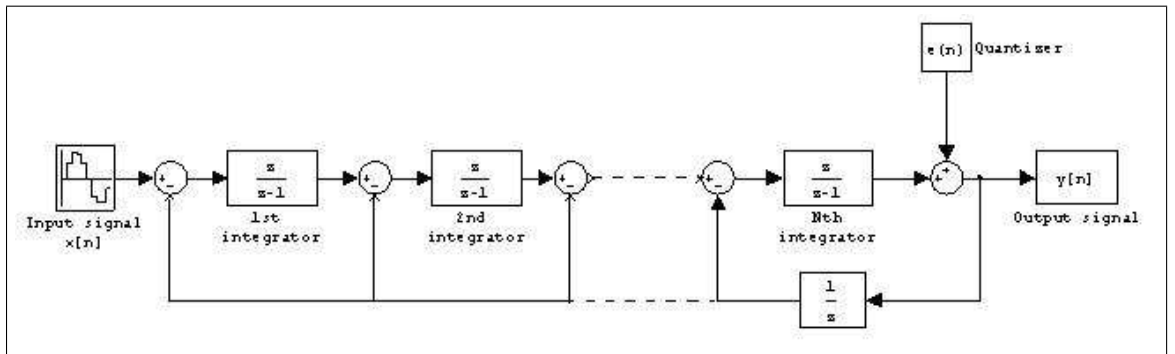 e(n) Quantiser
+
-
z
z-1
+
-
z
z-1
+
-
+
-
z
z-1
+
+
y[n]
Input signal
x[n]
1st
integrator
2nd
integrator
Nth
integrator
Output signal
1
z